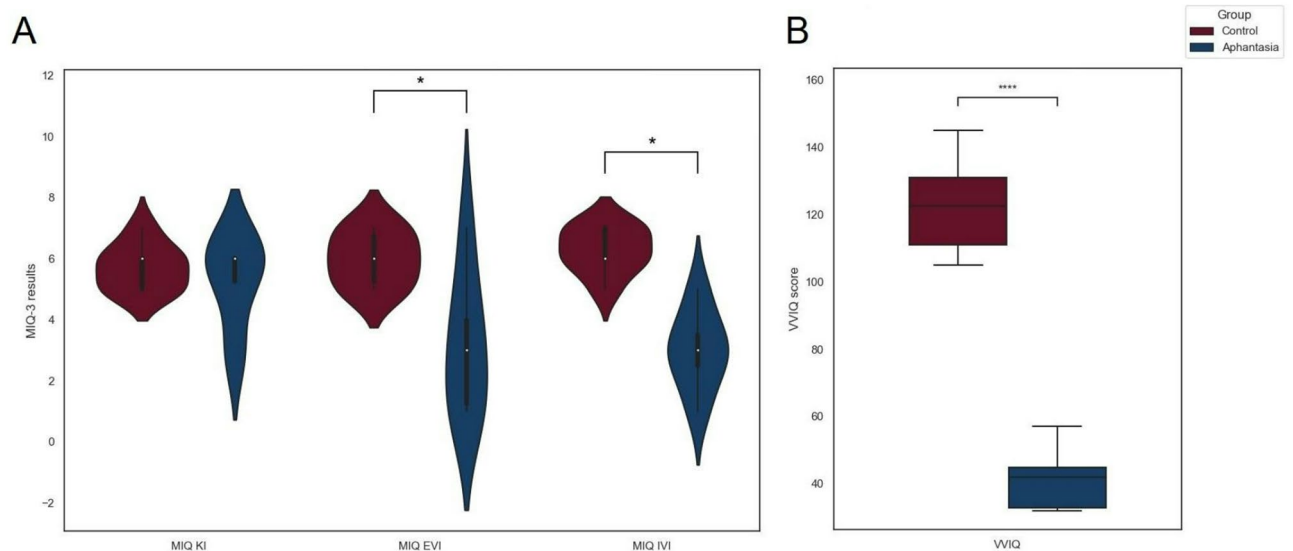 A
B
Group
Control
Aphantasia
12
10
8
6
4
2
0
−2
MIQ-3 results
*
*
MIQ KI
MIQ EVI
MIQ IVI
160
140
120
100
80
60
40
VVIQ score
****
VVIQ